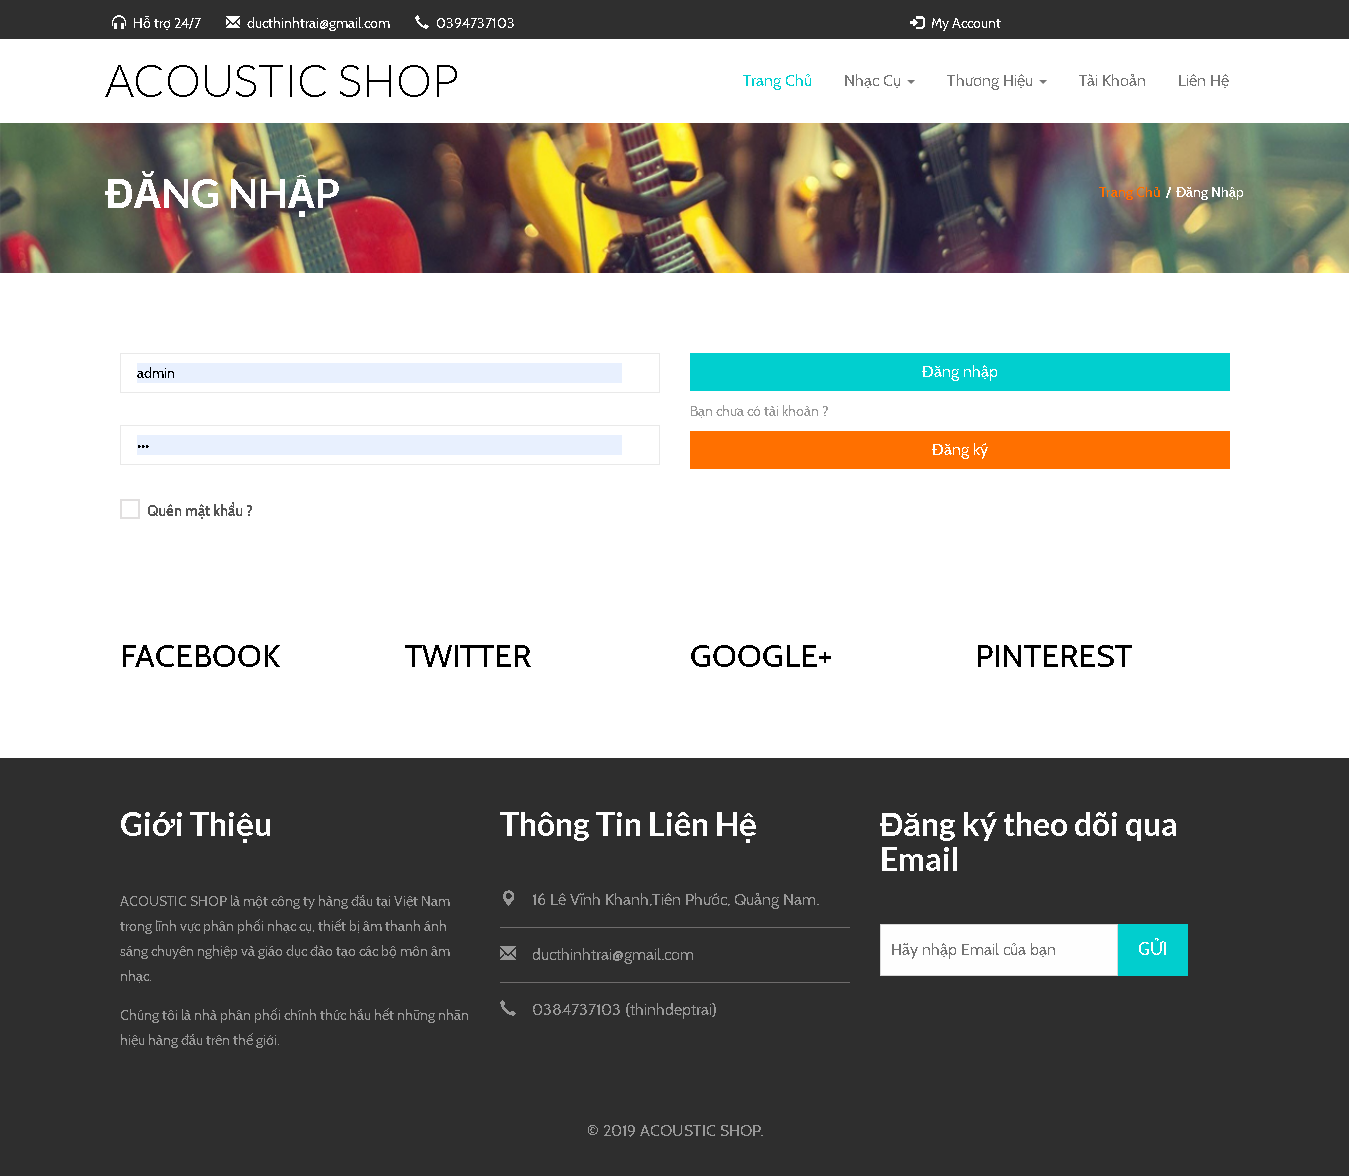 Hỗ trợ 24/7 ducthinhtrai@gmail.com 0394737103 My Account
ACOUSTIC SHOP
Trang Chủ Nhạc Cụ Thương Hiệu Tài Khoản Liên Hệ
ĐĂNG NHẬP
Trang Chủ / Đăng Nhập
admin
Đăng nhập
Bạn chưa có tài khoản ?
Đăng ký
Quên mật khẩu ?
FACEBOOK TWITTER GOOGLE+ PINTEREST
Giới Thiệu
ACOUSTIC SHOP là một công ty hàng đầu tại Việt Nam
trong lĩnh vực phân phối nhạc cụ, thiết bị âm thanh ánh
sáng chuyên nghiệp và giáo dục đào tạo các bộ môn âm
nhạc.
Chúng tôi là nhà phân phối chính thức hầu hết những nhãn
hiệu hàng đầu trên thế giới.
Thông Tin Liên Hệ
16 Lê Vĩnh Khanh,Tiên Phước, Quảng Nam.
ducthinhtrai@gmail.com
0384737103 (thinhdeptrai)
Đăng ký theo dõi qua
Email
Hãy nhập Email của bạn
GỬI
© 2019 ACOUSTIC SHOP.